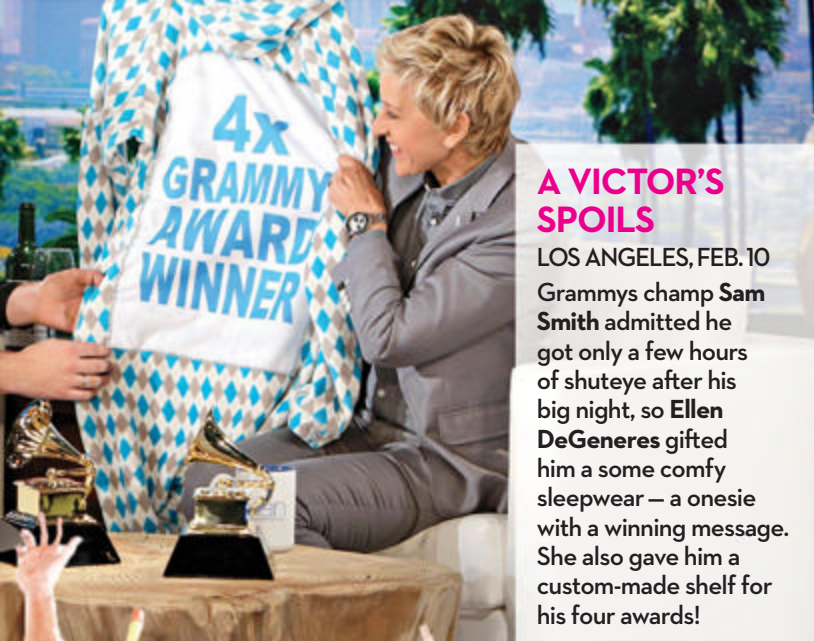 4x
GRAMMY
AWARD
WINNER
A VICTOR'S
SPOILS
LOS ANGELES, FEB. 10
Grammys champ Sam
Smith admitted he
got only a few hours
of shuteye after his
big night, so Ellen
DeGeneres gifted
him a some comfy
sleepwear — a onesie
with a winning message.
She also gave him a
custom-made shelf for
his four awards!